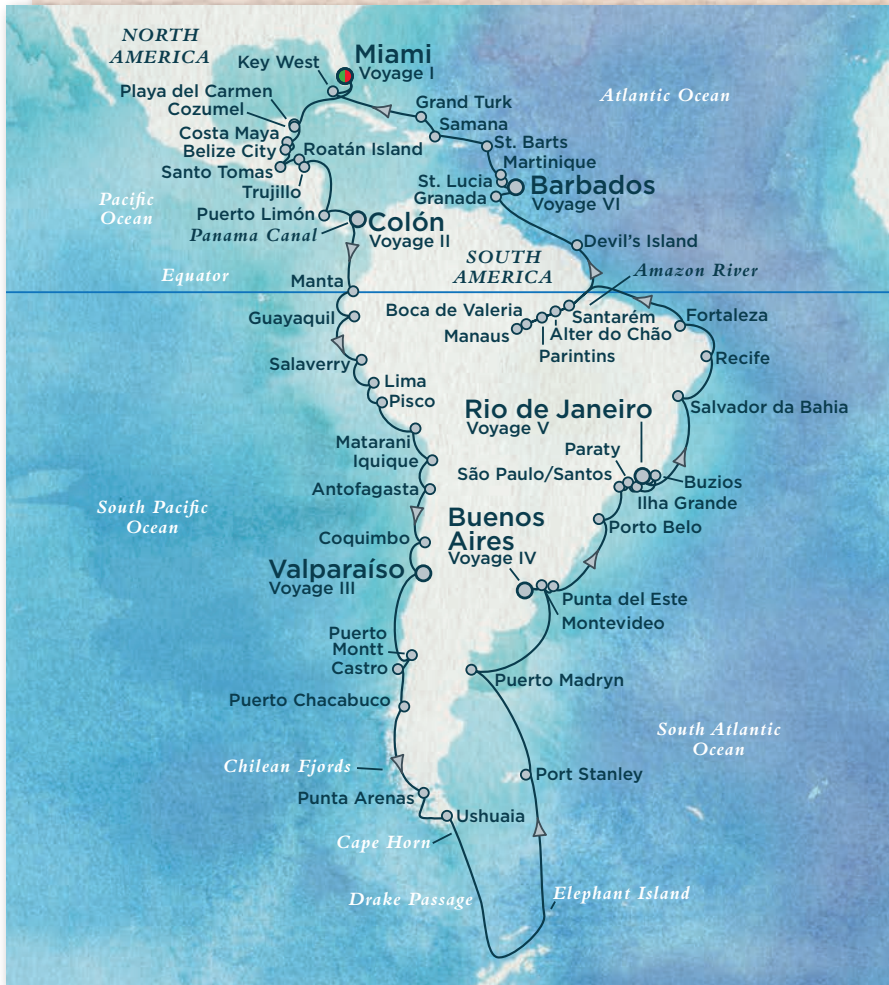 NORTH
AMERICA
Miami
Voyage I
Key West
Playa del Carmen
Cozumel
Grand Turk
Atlantic Ocean
Samana
Costa Maya
Belize City
Roatán Island
St. Barts
Martinique
Santo Tomas
Trujillo
St. Lucia
Barbados
Voyage VI
Granada
Pacific
Ocean
Puerto Limón
Panama Canal
Colón
Voyage II
Devil's Island
SOUTH
AMERICA
Amazon River
Equator
Manta
Guayaquil
Boca de Valeria
Santarém
Fortaleza
Manaus
Alter do Chão
Parintins
Recife
Salaverry
Lima
Pisco
Rio de Janeiro
Voyage V
Salvador da Bahia
Matarani
Iquique
Paraty
São Paulo/Santos
Buzios
Antofagasta
Ilha Grande
South Pacific
Ocean
Buenos
Aires
Voyage IV
Porto Belo
Coquimbo
Valparaíso
Voyage III
Punta del Este
Montevideo
Puerto
Montt
Castro
Puerto Madryn
Puerto Chacabuco
South Atlantic
Ocean
Chilean Fjords
Port Stanley
Punta Arenas
Ushuaia
Cape Horn
Drake Passage
Elephant Island